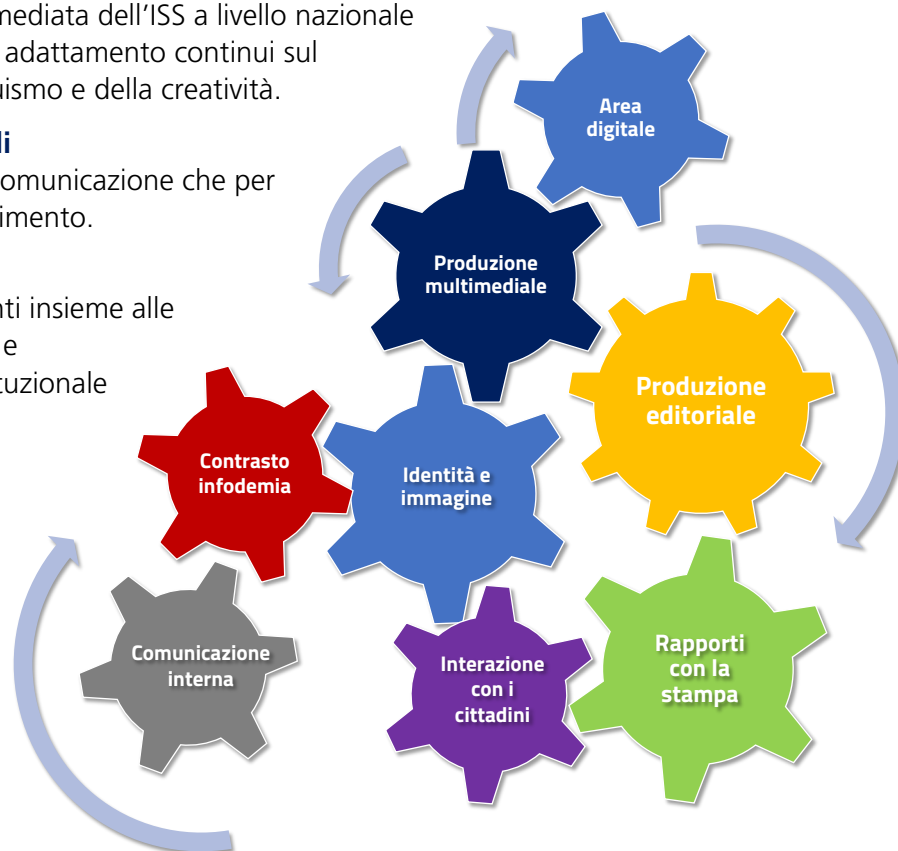 mediata dell'ISS a livello nazionale
adattamento continui sul
uismo e della creatività.
li
omunicazione che per
imento.
nti insieme alle
e
tuzionale
Area
digitale
Produzione
multimediale
Produzione
editoriale
Contrasto
infodemia
Identità e
immagine
Comunicazione
interna
Interazione
con i
cittadini
Rapporti
con la
stampa